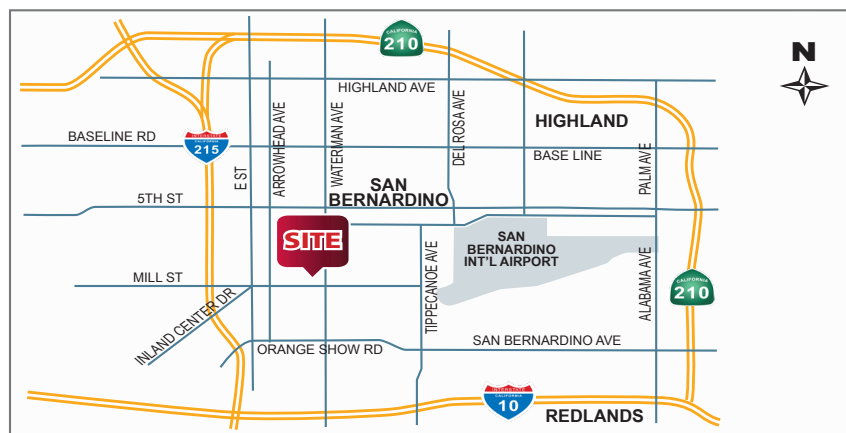 CALIFORNIA
210
N
HIGHLAND AVE
ARROWHEAD AVE
WATERMAN AVE
DEL ROSA AVE
HIGHLAND
BASELINE RD
INTERSTATE
CALIFORNIA
215
E ST
BASE LINE
PALM AVE
SAN
BERNARDINO
5TH ST
SITE
SAN
BERNARDINO
INT'L AIRPORT
TIPPECANOE AVE
ALABAMA AVE
MILL ST
CALIFORNIA
210
INLAND CENTER DR
ORANGE SHOW RD
SAN BERNARDINO AVE
INTERSTATE
CALIFORNIA
10
REDLANDS